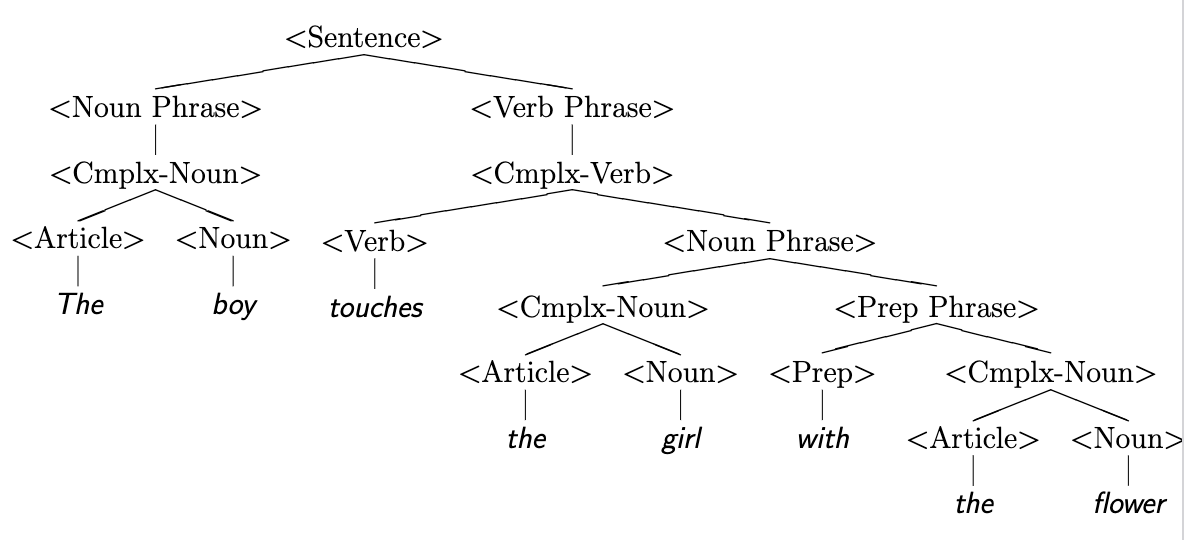 <Sentence>
<Noun Phrase> <Verb Phrase>
<Cmplx-Noun> <Cmplx-Verb>
<Article> <Noun> <Verb> <Noun Phrase>
The boy touches <Cmplx-Noun> <Prep Phrase>
<Article> <Noun> <Prep> <Cmplx-Noun>
the girl with <Article> <Noun>
the flower